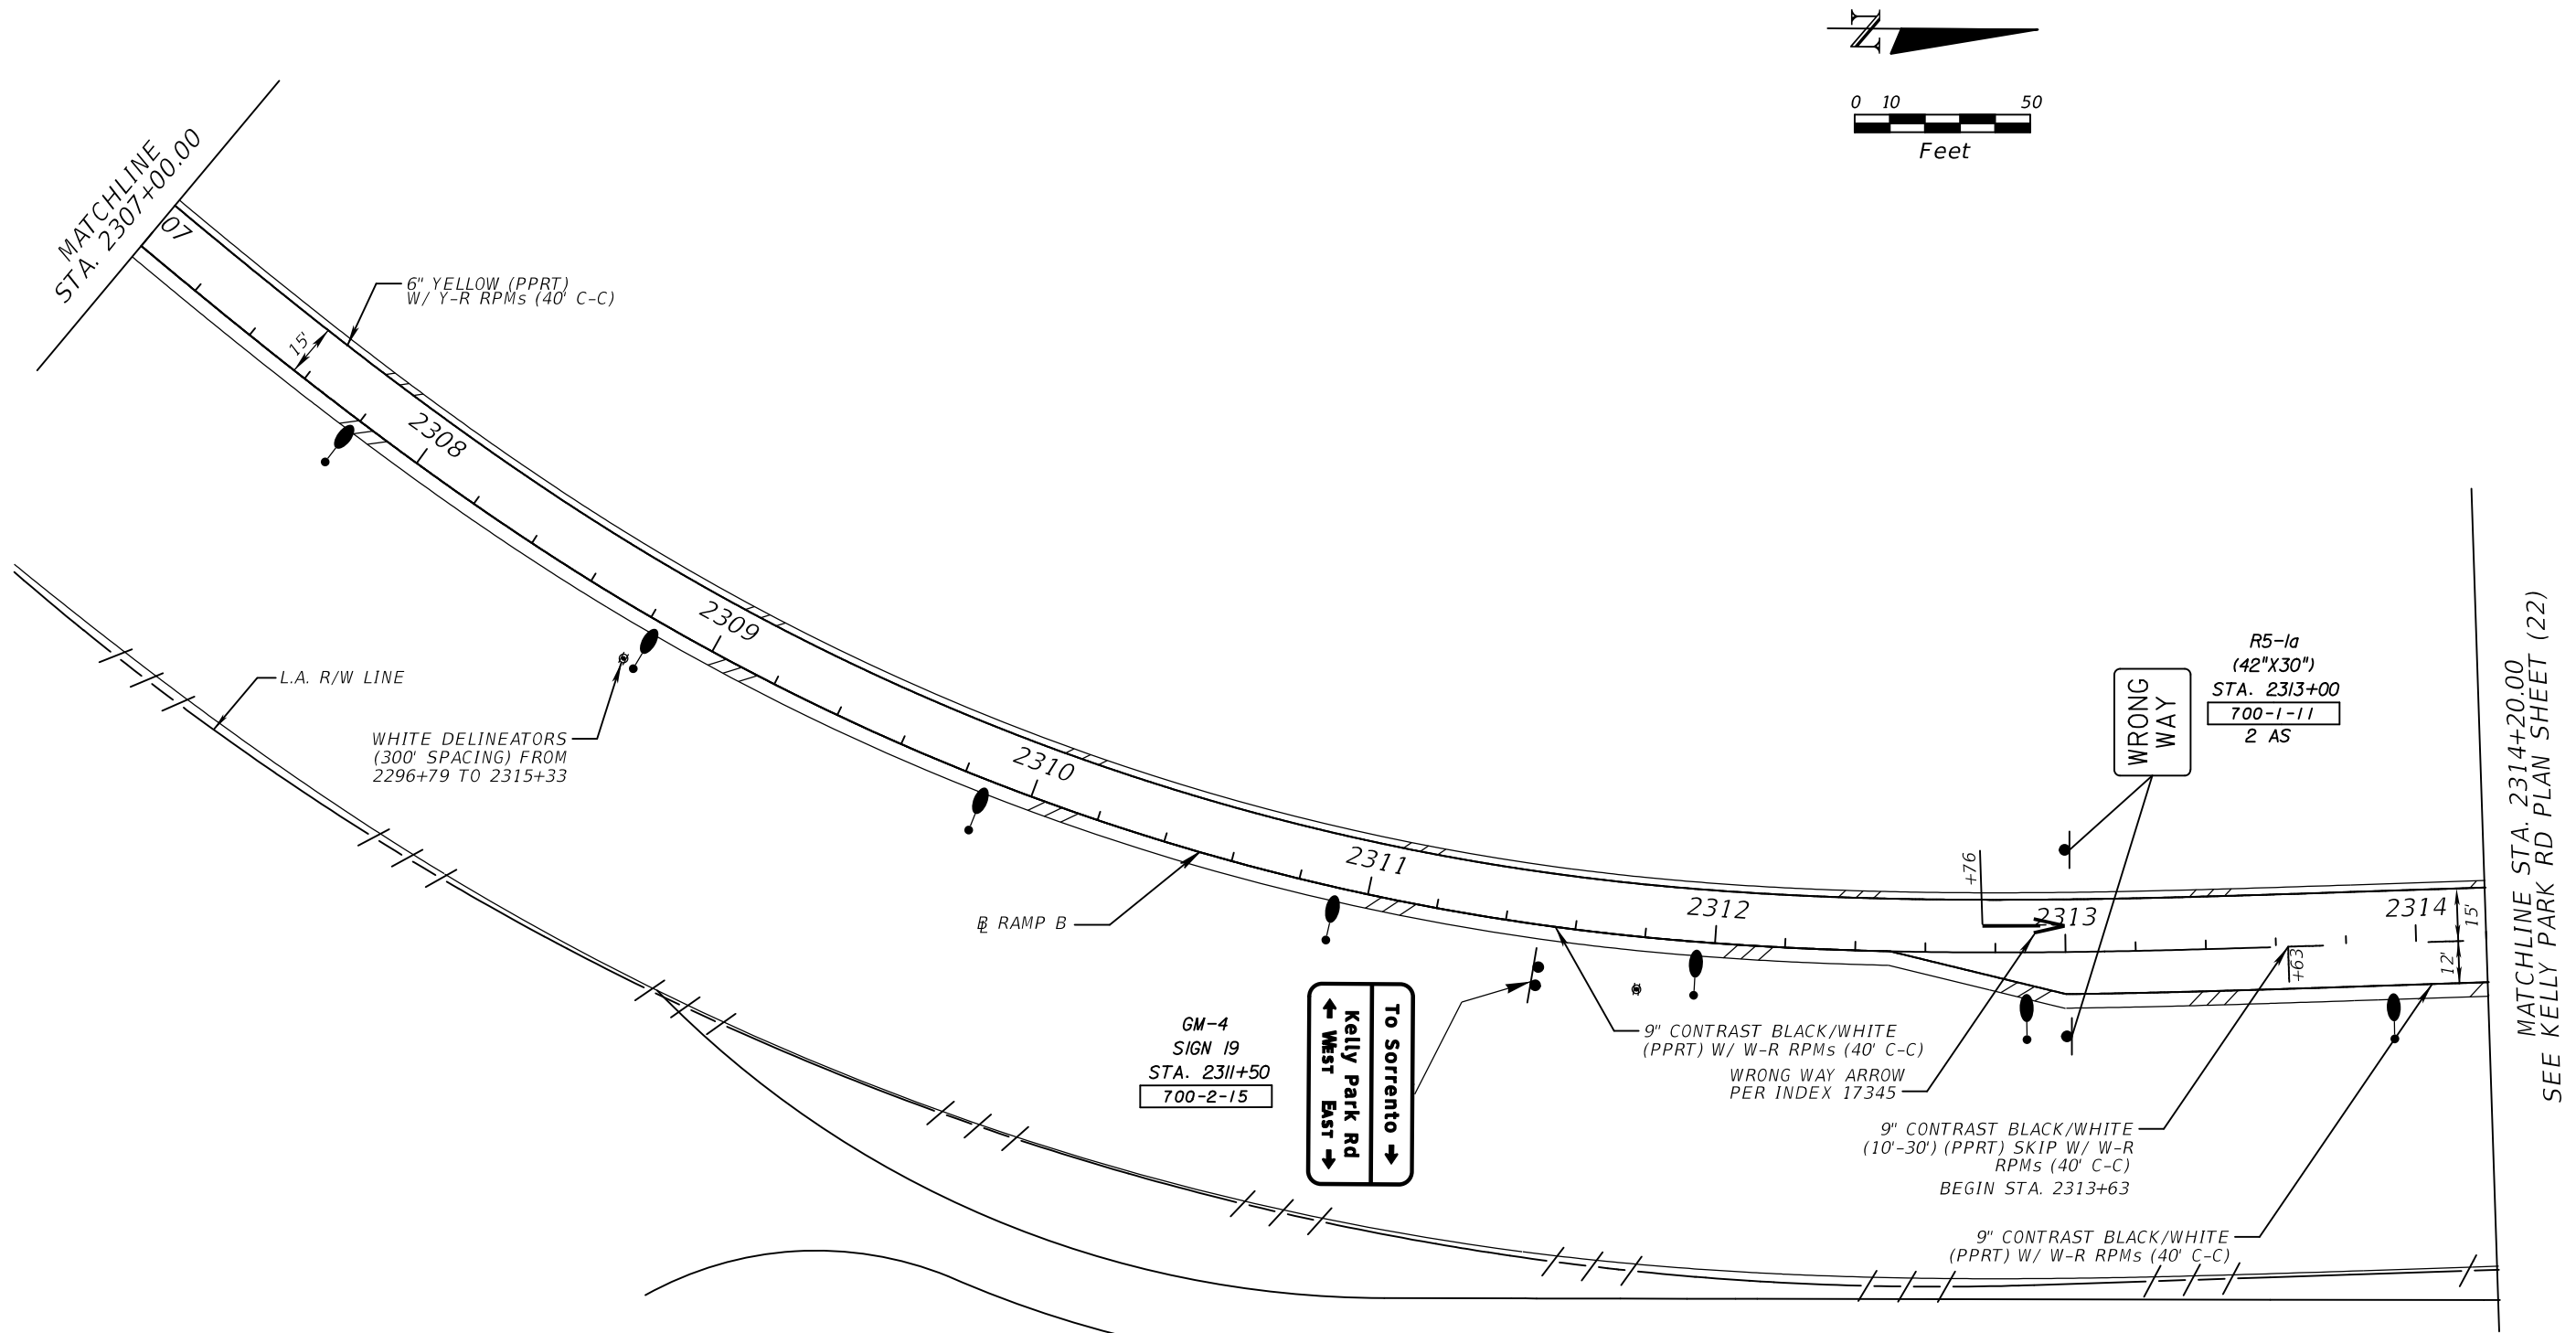 N
0 10 50
Feet
MATCHLINE
STA. 2307+00.00
07
6" YELLOW (PPRT)
W/ Y-R RPMs (40' C-C)
15'
2308
2309
2310
2311
2312
2313
2314
L.A. R/W LINE
WHITE DELINEATORS
(300' SPACING) FROM
2296+79 TO 2315+33
BL RAMP B
GM-4
SIGN 19
STA. 2311+50
700-2-15
To Sorrento →
Kelly Park Rd
← WEST EAST →
9" CONTRAST BLACK/WHITE
(PPRT) W/ W-R RPMs (40' C-C)
WRONG WAY ARROW
PER INDEX 17345
9" CONTRAST BLACK/WHITE
(10'-30') (PPRT) SKIP W/ W-R
RPMs (40' C-C)
BEGIN STA. 2313+63
9" CONTRAST BLACK/WHITE
(PPRT) W/ W-R RPMs (40' C-C)
+76
+63
15'
12'
WRONG
WAY
R5-1a
(42"X30")
STA. 2313+00
700-1-11
2 AS
MATCHLINE STA. 2314+20.00
SEE KELLY PARK RD PLAN SHEET (22)